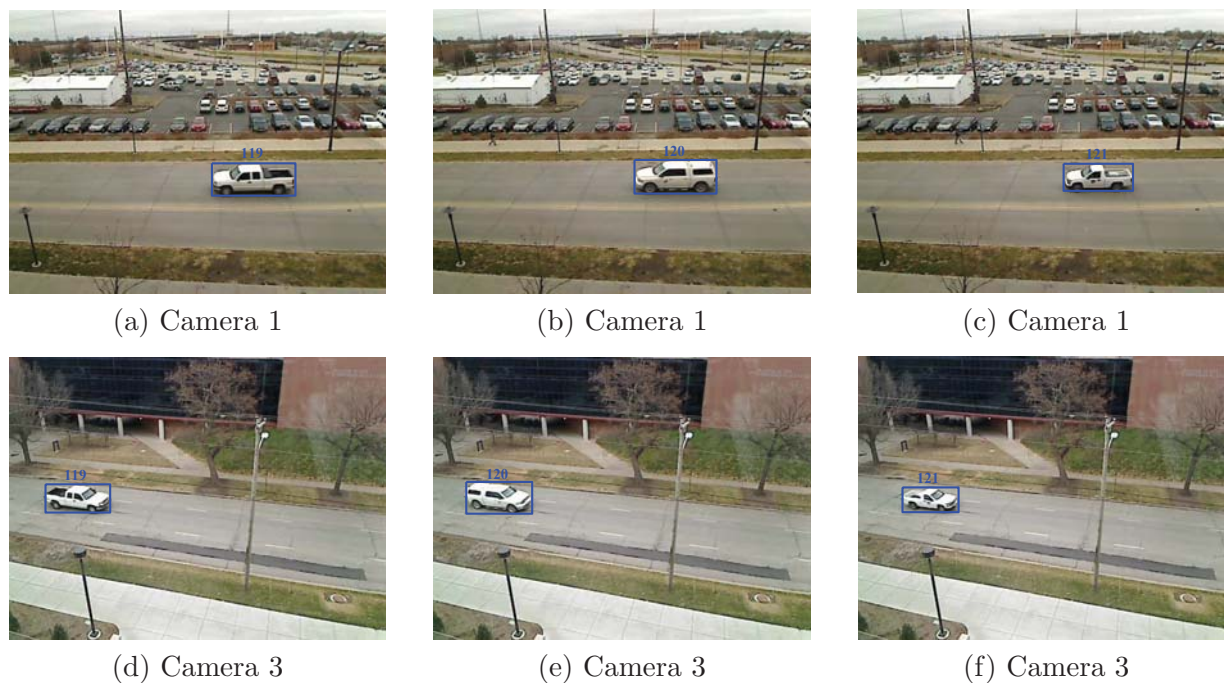 119
120
121
(a) Camera 1
(b) Camera 1
(c) Camera 1
119
120
121
(d) Camera 3
(e) Camera 3
(f) Camera 3